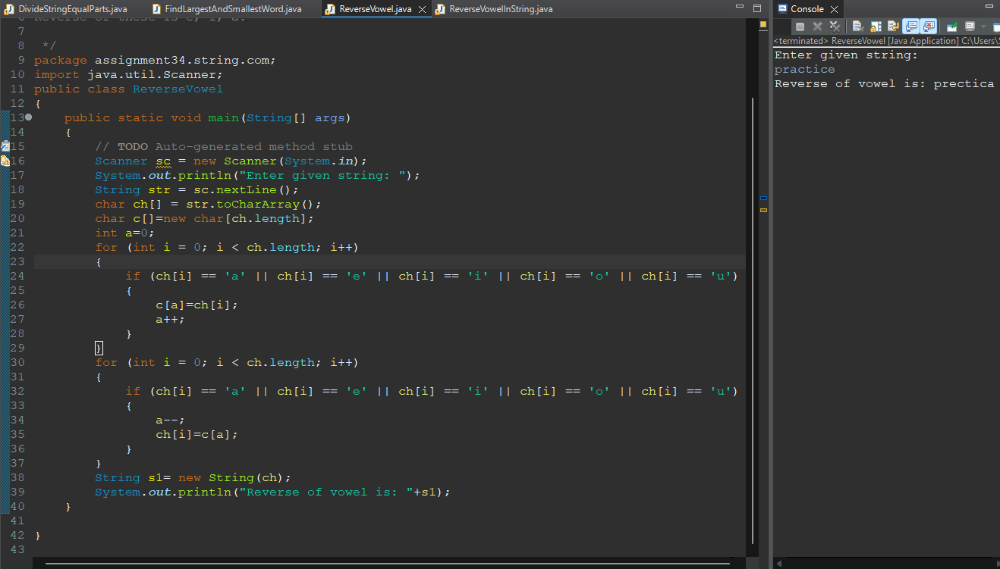 DivideStringEqualParts.java FindLargestAndSmallestWord.java ReverseVowel.java ReverseVowelInString.java
7
8 */
9 package assignment34.string.com;
10 import java.util.Scanner;
11 public class ReverseVowel
12 {
13 public static void main(String[] args)
14 {
15 // TODO Auto-generated method stub
16 Scanner sc = new Scanner(System.in);
17 System.out.println("Enter given string: ");
18 String str = sc.nextLine();
19 char ch[] = str.toCharArray();
20 char c[]=new char[ch.length];
21 int a=0;
22 for (int i = 0; i < ch.length; i++)
23 {
24 if (ch[i] == 'a' || ch[i] == 'e' || ch[i] == 'i' || ch[i] == 'o' || ch[i] == 'u')
25 {
26 c[a]=ch[i];
27 a++;
28 }
29 }
30 for (int i = 0; i < ch.length; i++)
31 {
32 if (ch[i] == 'a' || ch[i] == 'e' || ch[i] == 'i' || ch[i] == 'o' || ch[i] == 'u')
33 {
34 a--;
35 ch[i]=c[a];
36 }
37 }
38 String s1= new String(ch);
39 System.out.println("Reverse of vowel is: "+s1);
40 }
41
42 }
43
Console
<terminated> ReverseVowel [Java Application] C:\Users\
Enter given string:
practice
Reverse of vowel is: prectica